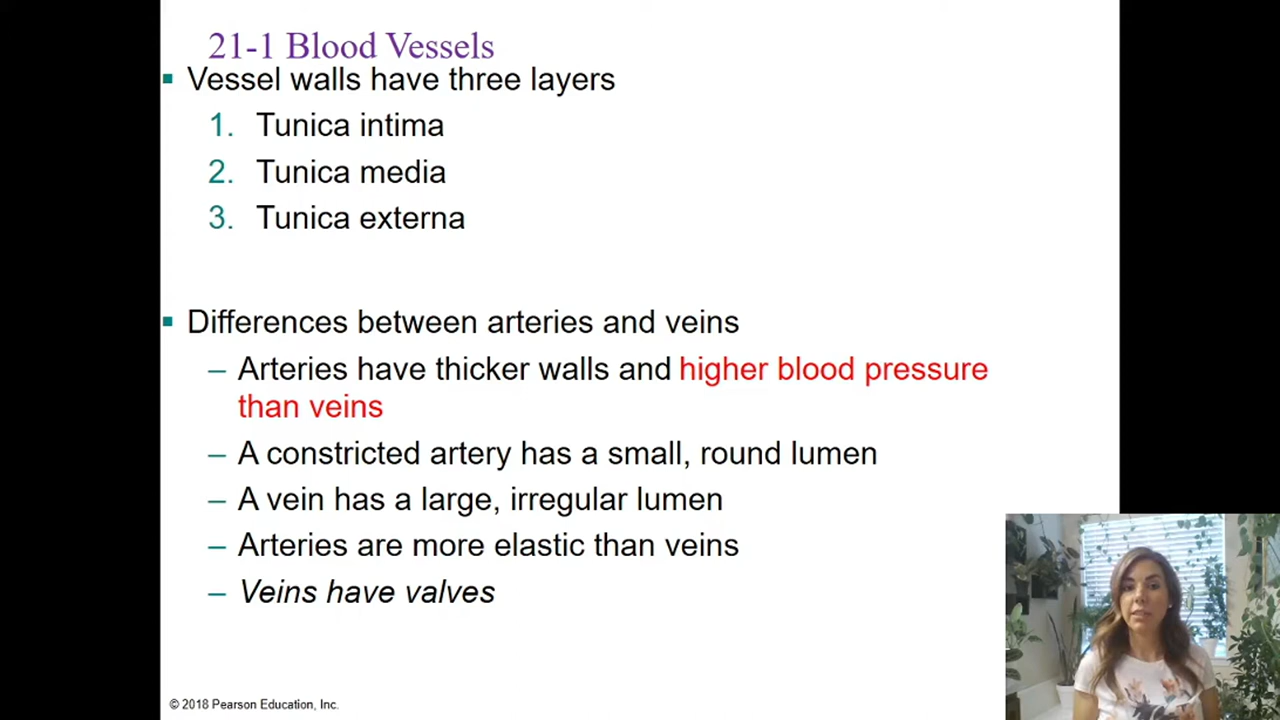 21-1 Blood Vessels
▪ Vessel walls have three layers
1. Tunica intima
2. Tunica media
3. Tunica externa
▪ Differences between arteries and veins
– Arteries have thicker walls and higher blood pressure
than veins
– A constricted artery has a small, round lumen
– A vein has a large, irregular lumen
– Arteries are more elastic than veins
– Veins have valves
© 2018 Pearson Education, Inc.